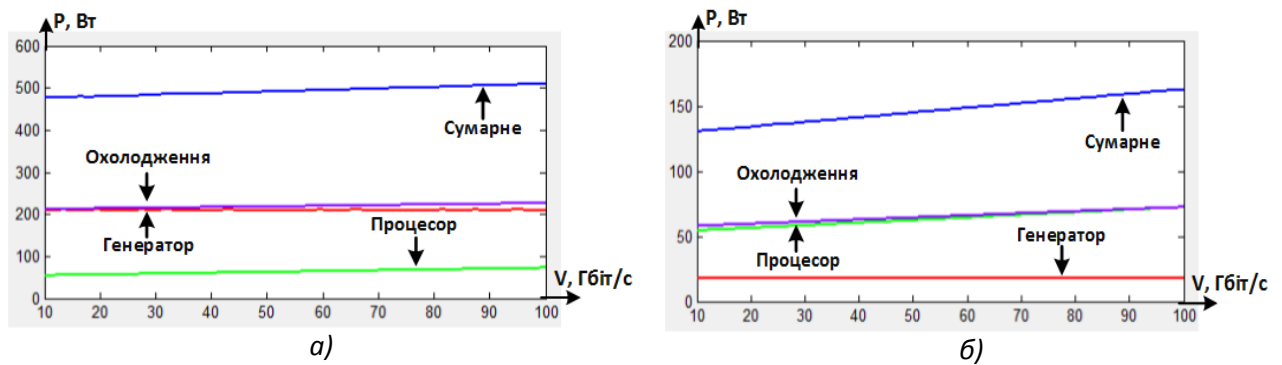 P, Вт
600
500
400
300
200
100
0
10 20 30 40 50 60 70 80 90 100
Сумарне
Охолодження
Генератор
Процесор
V, Гбіт/с
а)
P, Вт
200
150
100
50
0
10 20 30 40 50 60 70 80 90 100
Сумарне
Охолодження
Процесор
Генератор
V, Гбіт/с
б)